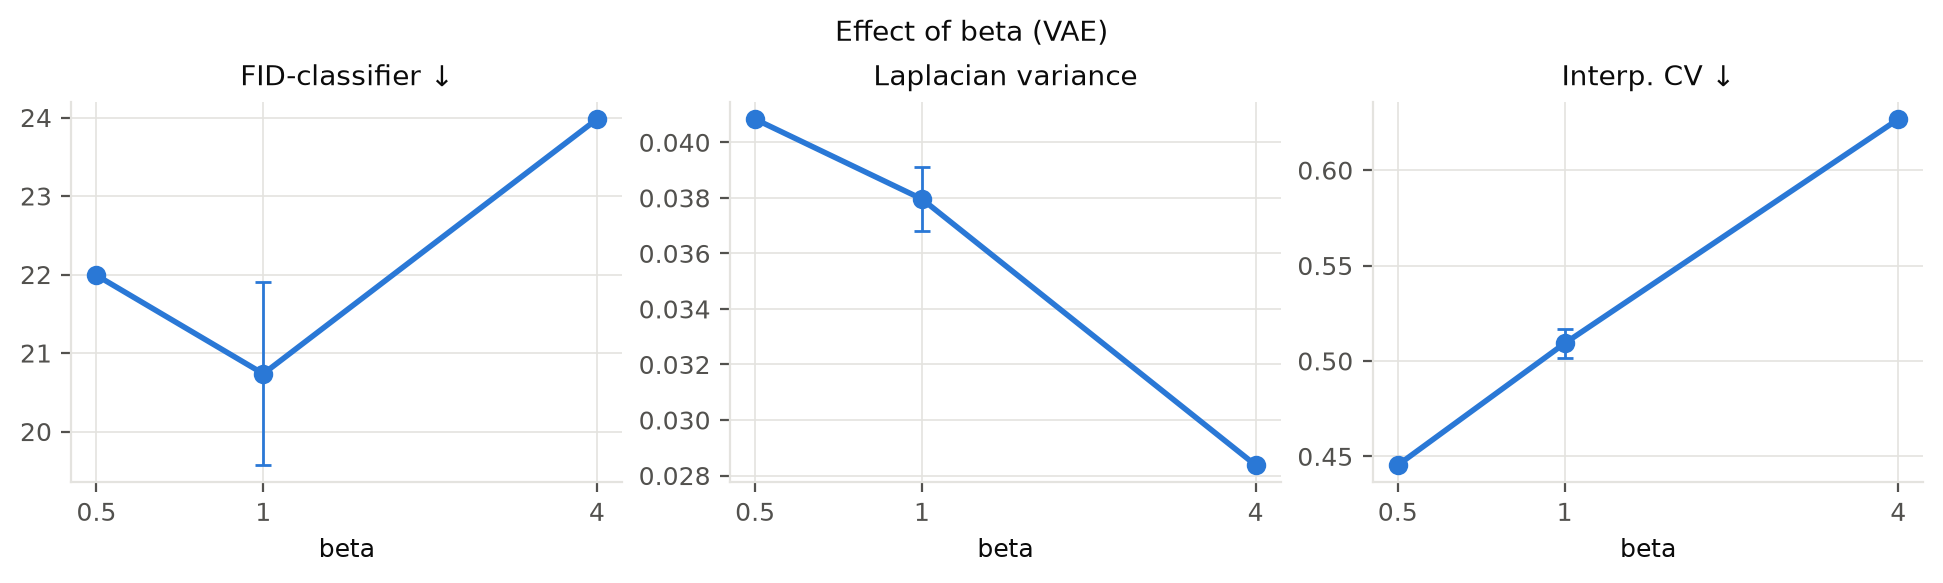 Effect of beta (VAE)
FID-classifier ↓
24
23
22
21
20
0.5 1 4
beta
Laplacian variance
0.040
0.038
0.036
0.034
0.032
0.030
0.028
0.5 1 4
beta
Interp. CV ↓
0.60
0.55
0.50
0.45
0.5 1 4
beta